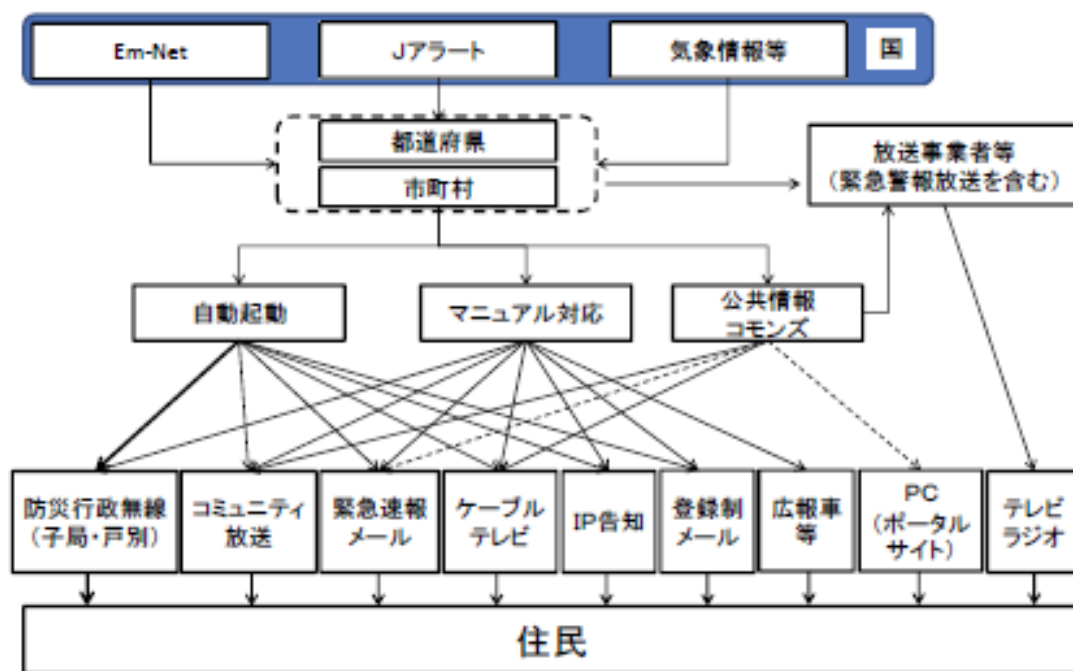 Em-Net
Jアラート
気象情報等
国
都道府県
市町村
放送事業者等
（緊急警報放送を含む）
自動起動
マニュアル対応
公共情報
コモンズ
防災行政無線
（子局・戸別）
コミュニティ
放送
緊急速報
メール
ケーブル
テレビ
IP告知
登録制
メール
広報車
等
PC
（ポータル
サイト）
テレビ
ラジオ
住民